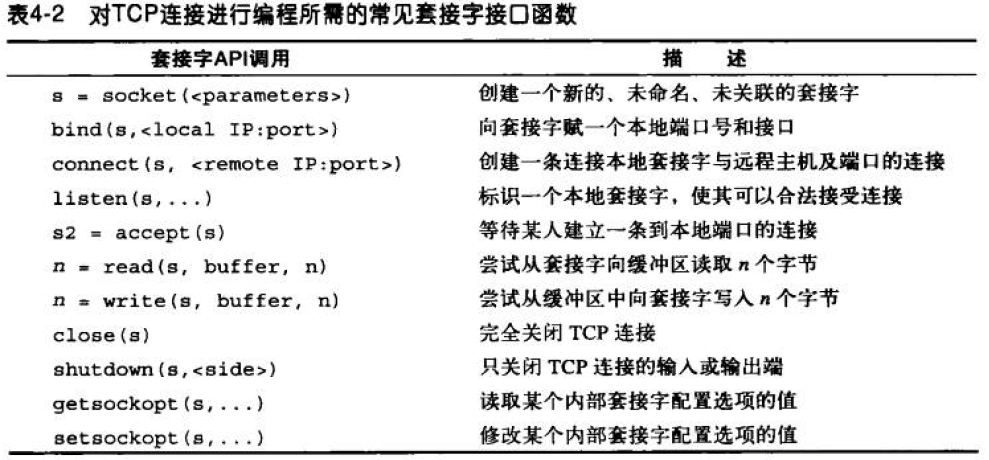 表4-2 对TCP连接进行编程所需的常见套接字接口函数
套接字API调用 描 述
s = socket(<parameters>) 创建一个新的、未命名、未关联的套接字
bind(s,<local IP:port>) 向套接字赋一个本地端口号和接口
connect(s, <remote IP:port>) 创建一条连接本地套接字与远程主机及端口的连接
listen(s,...) 标识一个本地套接字，使其可以合法接受连接
s2 = accept(s) 等待某人建立一条到本地端口的连接
n = read(s, buffer, n) 尝试从套接字向缓冲区读取 n 个字节
n = write(s, buffer, n) 尝试从缓冲区中向套接字写入 n 个字节
close(s) 完全关闭 TCP 连接
shutdown(s,<side>) 只关闭 TCP 连接的输入或输出端
getsockopt(s,...) 读取某个内部套接字配置选项的值
setsockopt(s,...) 修改某个内部套接字配置选项的值